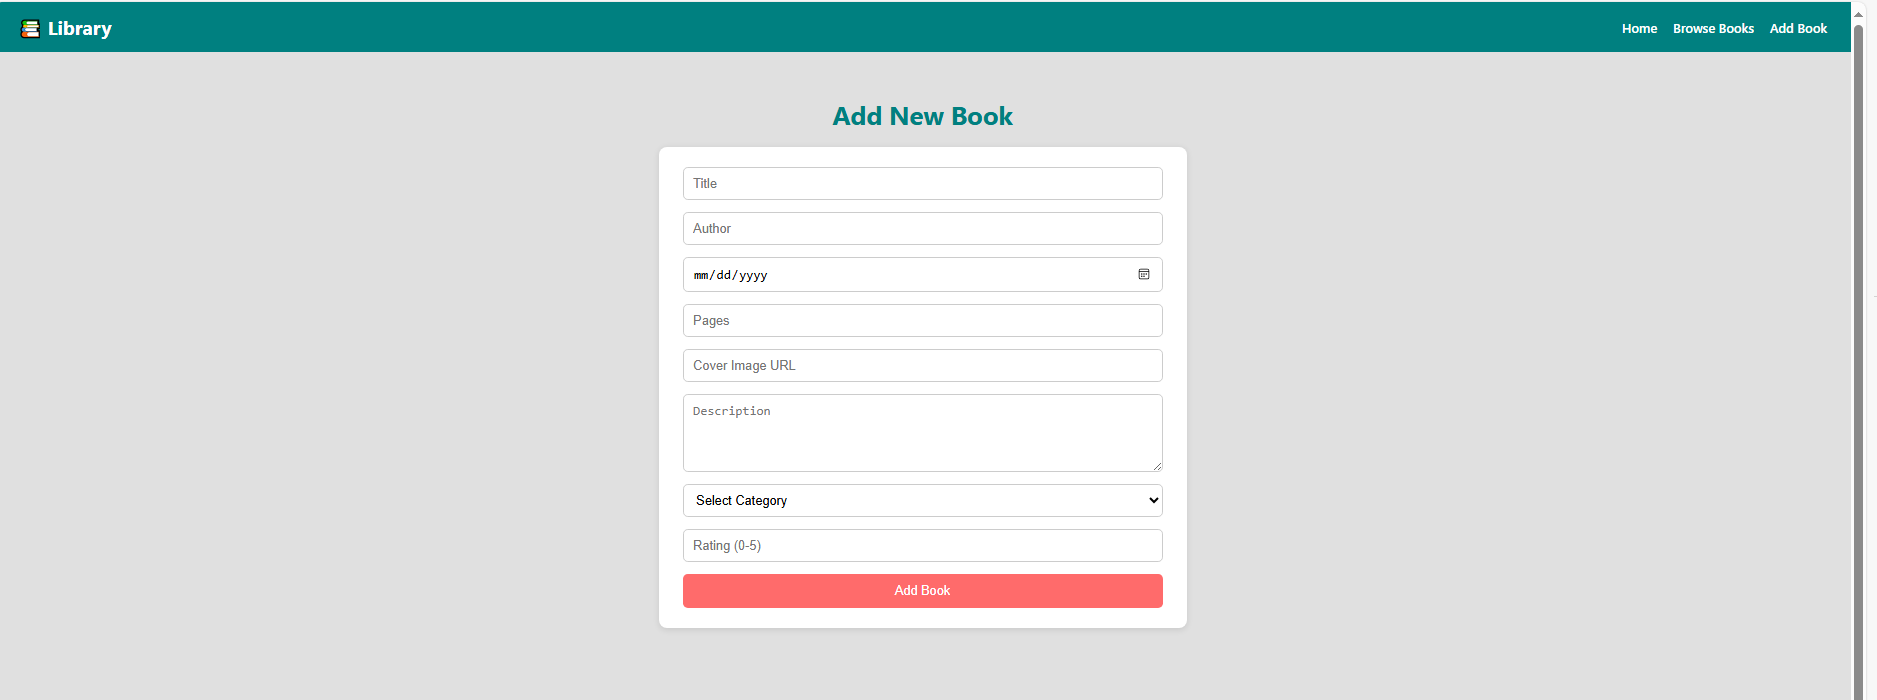 Library
Home Browse Books Add Book
Add New Book
Title
Author
mm/dd/yyyy
Pages
Cover Image URL
Description
Select Category
Rating (0-5)
Add Book